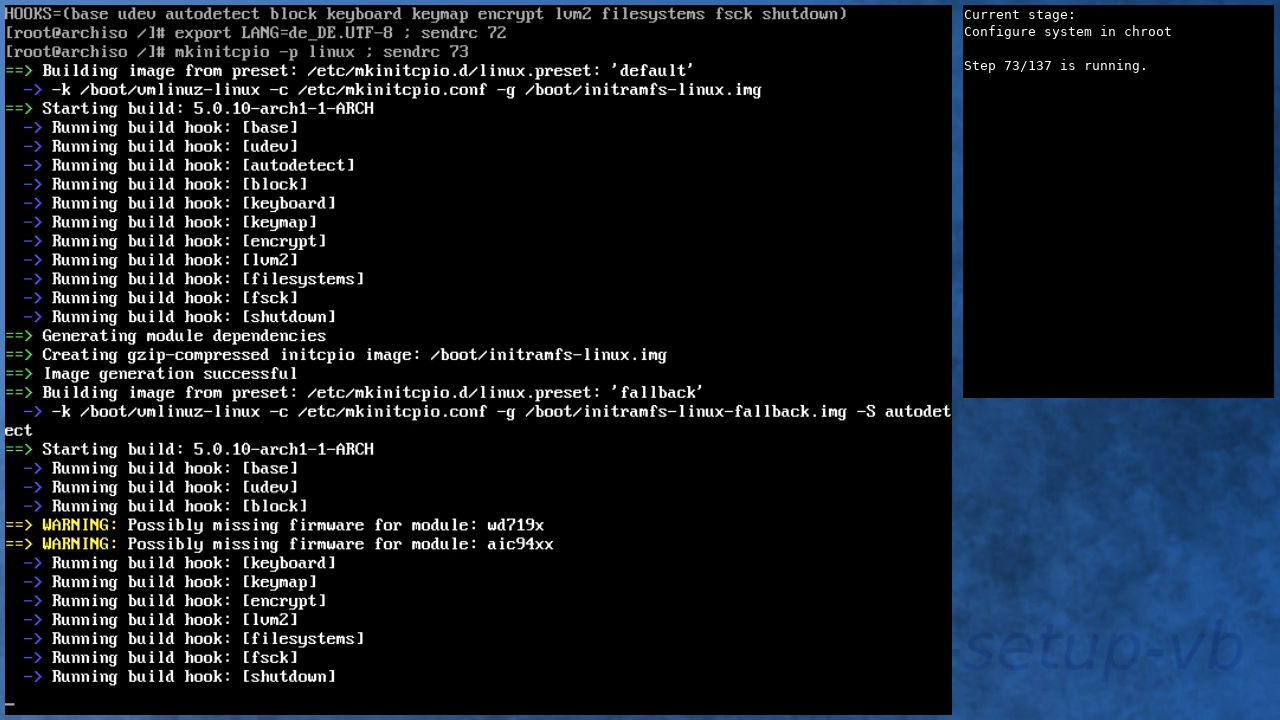 HOOKS=(base udev autodetect block keyboard keymap encrypt lvm2 filesystems fsck shutdown)
[root@archiso /]# export LANG=de_DE.UTF-8 ; sendrc 72
[root@archiso /]# mkinitcpio -p linux ; sendrc 73
==> Building image from preset: /etc/mkinitcpio.d/linux.preset: 'default'
  -> -k /boot/vmlinuz-linux -c /etc/mkinitcpio.conf -g /boot/initramfs-linux.img
==> Starting build: 5.0.10-arch1-1-ARCH
  -> Running build hook: [base]
  -> Running build hook: [udev]
  -> Running build hook: [autodetect]
  -> Running build hook: [block]
  -> Running build hook: [keyboard]
  -> Running build hook: [keymap]
  -> Running build hook: [encrypt]
  -> Running build hook: [lvm2]
  -> Running build hook: [filesystems]
  -> Running build hook: [fsck]
  -> Running build hook: [shutdown]
==> Generating module dependencies
==> Creating gzip-compressed initcpio image: /boot/initramfs-linux.img
==> Image generation successful
==> Building image from preset: /etc/mkinitcpio.d/linux.preset: 'fallback'
  -> -k /boot/vmlinuz-linux -c /etc/mkinitcpio.conf -g /boot/initramfs-linux-fallback.img -S autodet
ect
==> Starting build: 5.0.10-arch1-1-ARCH
  -> Running build hook: [base]
  -> Running build hook: [udev]
  -> Running build hook: [block]
==> WARNING: Possibly missing firmware for module: wd719x
==> WARNING: Possibly missing firmware for module: aic94xx
  -> Running build hook: [keyboard]
  -> Running build hook: [keymap]
  -> Running build hook: [encrypt]
  -> Running build hook: [lvm2]
  -> Running build hook: [filesystems]
  -> Running build hook: [fsck]
  -> Running build hook: [shutdown]
_
Current stage:
Configure system in chroot
Step 73/137 is running.
-setup-vb